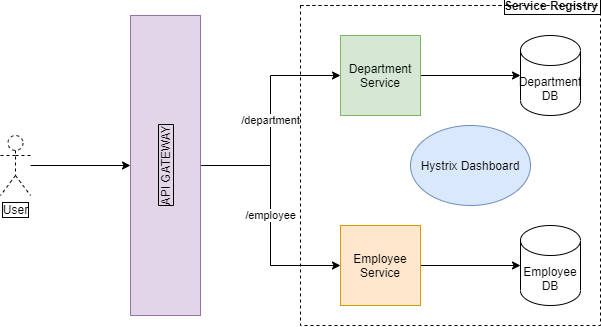 Service Registry
Department
Service
Department
DB
/department
API GATEWAY
Hystrix Dashboard
User
/employee
Employee
Service
Employee
DB